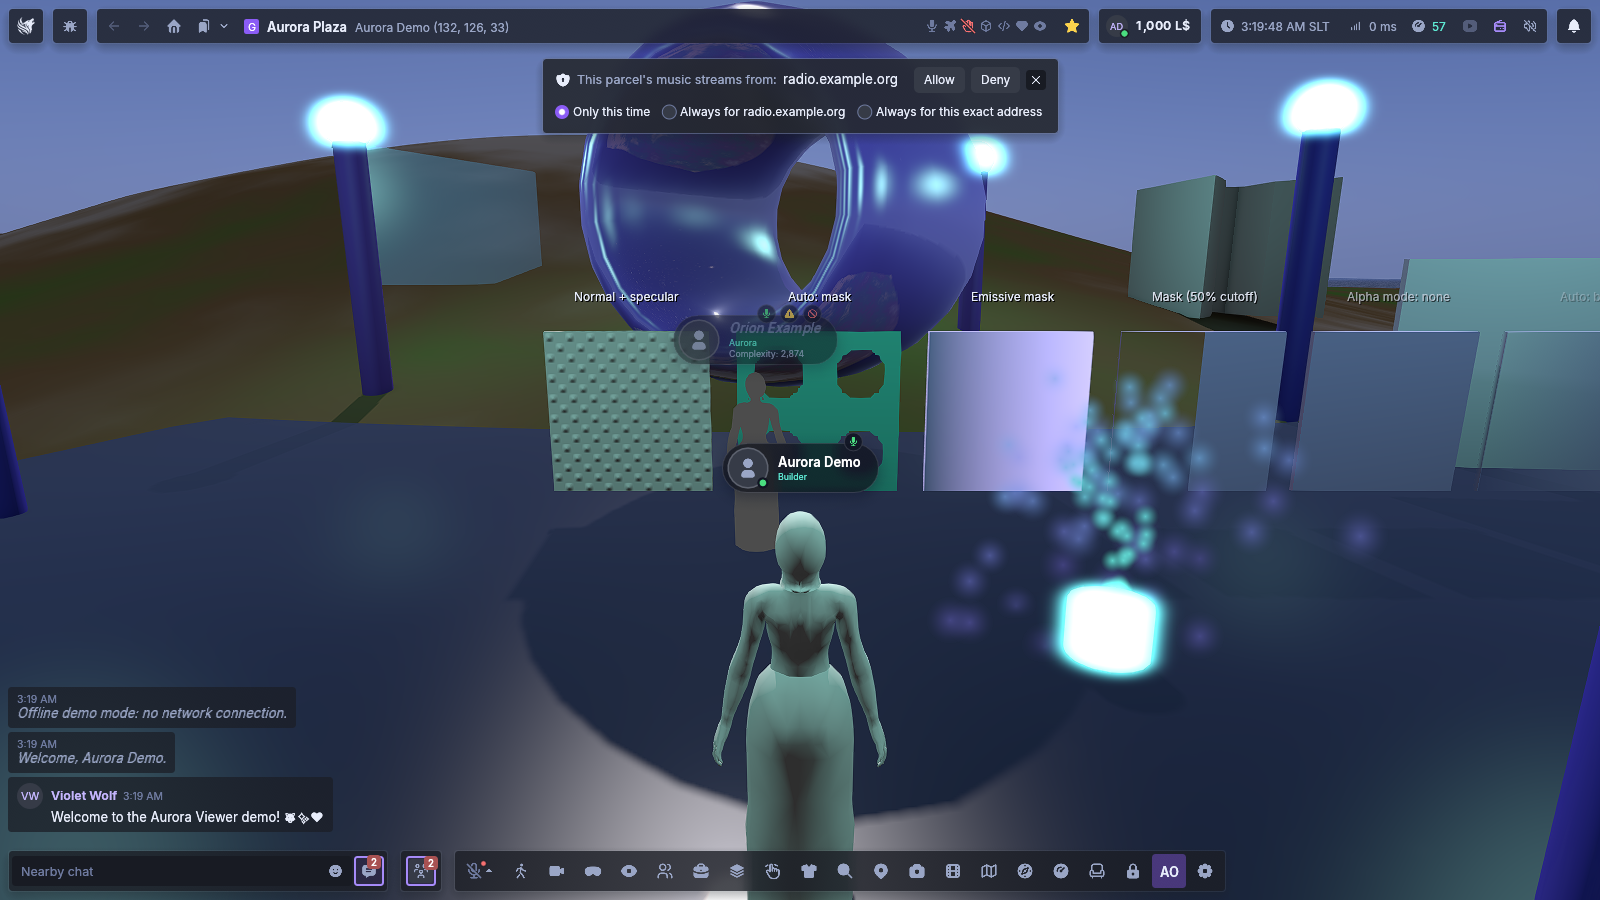 G Aurora Plaza Aurora Demo (132, 126, 33)
AD 1,000 L$
3:19:48 AM SLT 0 ms 57
This parcel's music streams from: radio.example.org Allow Deny
Only this time Always for radio.example.org Always for this exact address
Normal + specular Auto: mask Emissive mask Mask (50% cutoff) Alpha mode: none Auto: b
Orion Example
Aurora
Complexity: 2,874
Aurora Demo
Builder
3:19 AM
Offline demo mode: no network connection.
3:19 AM
Welcome, Aurora Demo.
VW Violet Wolf 3:19 AM
Welcome to the Aurora Viewer demo!
Nearby chat 2 2 AO